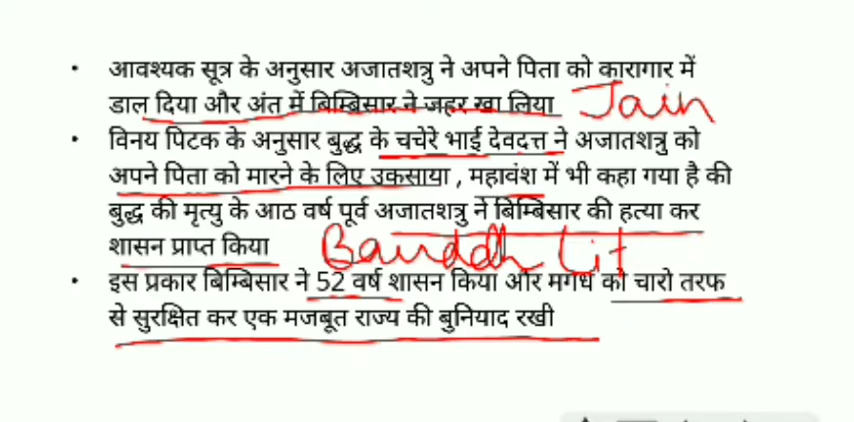 • आवश्यक सूत्र के अनुसार अजातशत्रु ने अपने पिता को कारागार में
डाल दिया और अंत में बिम्बिसार ने जहर खा लिया Jain
• विनय पिटक के अनुसार बुद्ध के चचेरे भाई देवदत्त ने अजातशत्रु को
अपने पिता को मारने के लिए उकसाया , महावंश में भी कहा गया है की
बुद्ध की मृत्यु के आठ वर्ष पूर्व अजातशत्रु ने बिम्बिसार की हत्या कर
शासन प्राप्त किया Bauddh Lit
• इस प्रकार बिम्बिसार ने 52 वर्ष शासन किया और मगध को चारो तरफ
से सुरक्षित कर एक मजबूत राज्य की बुनियाद रखी